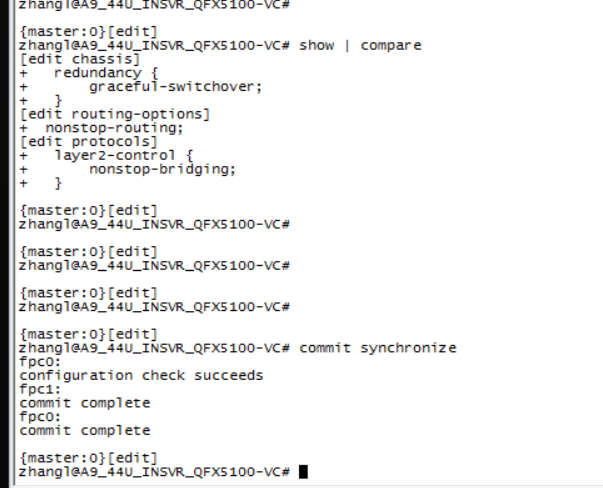 zhangl@A9_44U_INSVR_QFX5100-VC#
{master:0}[edit]
zhangl@A9_44U_INSVR_QFX5100-VC# show | compare
[edit chassis]
+   redundancy {
+       graceful-switchover;
+   }
[edit routing-options]
+  nonstop-routing;
[edit protocols]
+   layer2-control {
+       nonstop-bridging;
+   }
{master:0}[edit]
zhangl@A9_44U_INSVR_QFX5100-VC#
{master:0}[edit]
zhangl@A9_44U_INSVR_QFX5100-VC#
{master:0}[edit]
zhangl@A9_44U_INSVR_QFX5100-VC#
{master:0}[edit]
zhangl@A9_44U_INSVR_QFX5100-VC# commit synchronize
fpc0:
configuration check succeeds
fpc1:
commit complete
fpc0:
commit complete
{master:0}[edit]
zhangl@A9_44U_INSVR_QFX5100-VC#